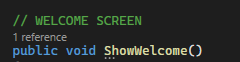 // WELCOME SCREEN
1 reference
public void ShowWelcome()